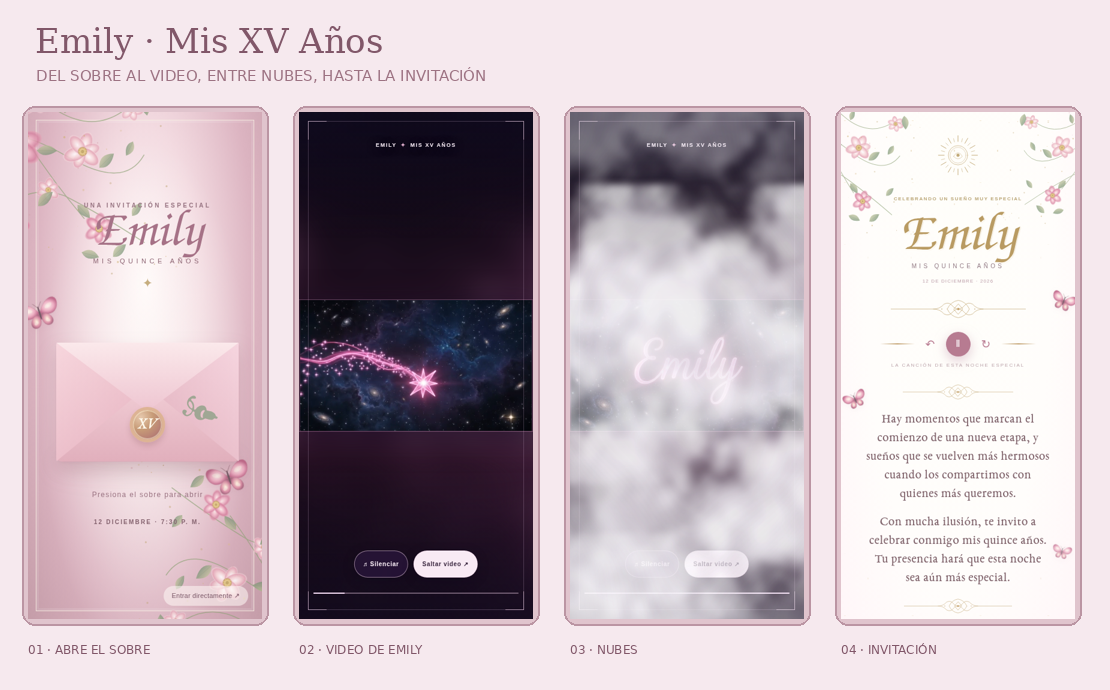 Emily · Mis XV Años
DEL SOBRE AL VIDEO, ENTRE NUBES, HASTA LA INVITACIÓN
UNA INVITACIÓN ESPECIAL
Emily
MIS QUINCE AÑOS
XV
Presiona el sobre para abrir
12 DICIEMBRE · 7:30 P. M.
Entrar directamente ↗
01 · ABRE EL SOBRE
EMILY ✦ MIS XV AÑOS
♬ Silenciar
Saltar video ↗
02 · VIDEO DE EMILY
EMILY ✦ MIS XV AÑOS
Emily
Silenciar
Saltar video ↗
03 · NUBES
CELEBRANDO UN SUEÑO MUY ESPECIAL
Emily
MIS QUINCE AÑOS
12 DE DICIEMBRE · 2026
LA CANCIÓN DE ESTA NOCHE ESPECIAL
Hay momentos que marcan el
comienzo de una nueva etapa, y
sueños que se vuelven más hermosos
cuando los compartimos con
quienes más queremos.
Con mucha ilusión, te invito a
celebrar conmigo mis quince años.
Tu presencia hará que esta noche
sea aún más especial.
04 · INVITACIÓN